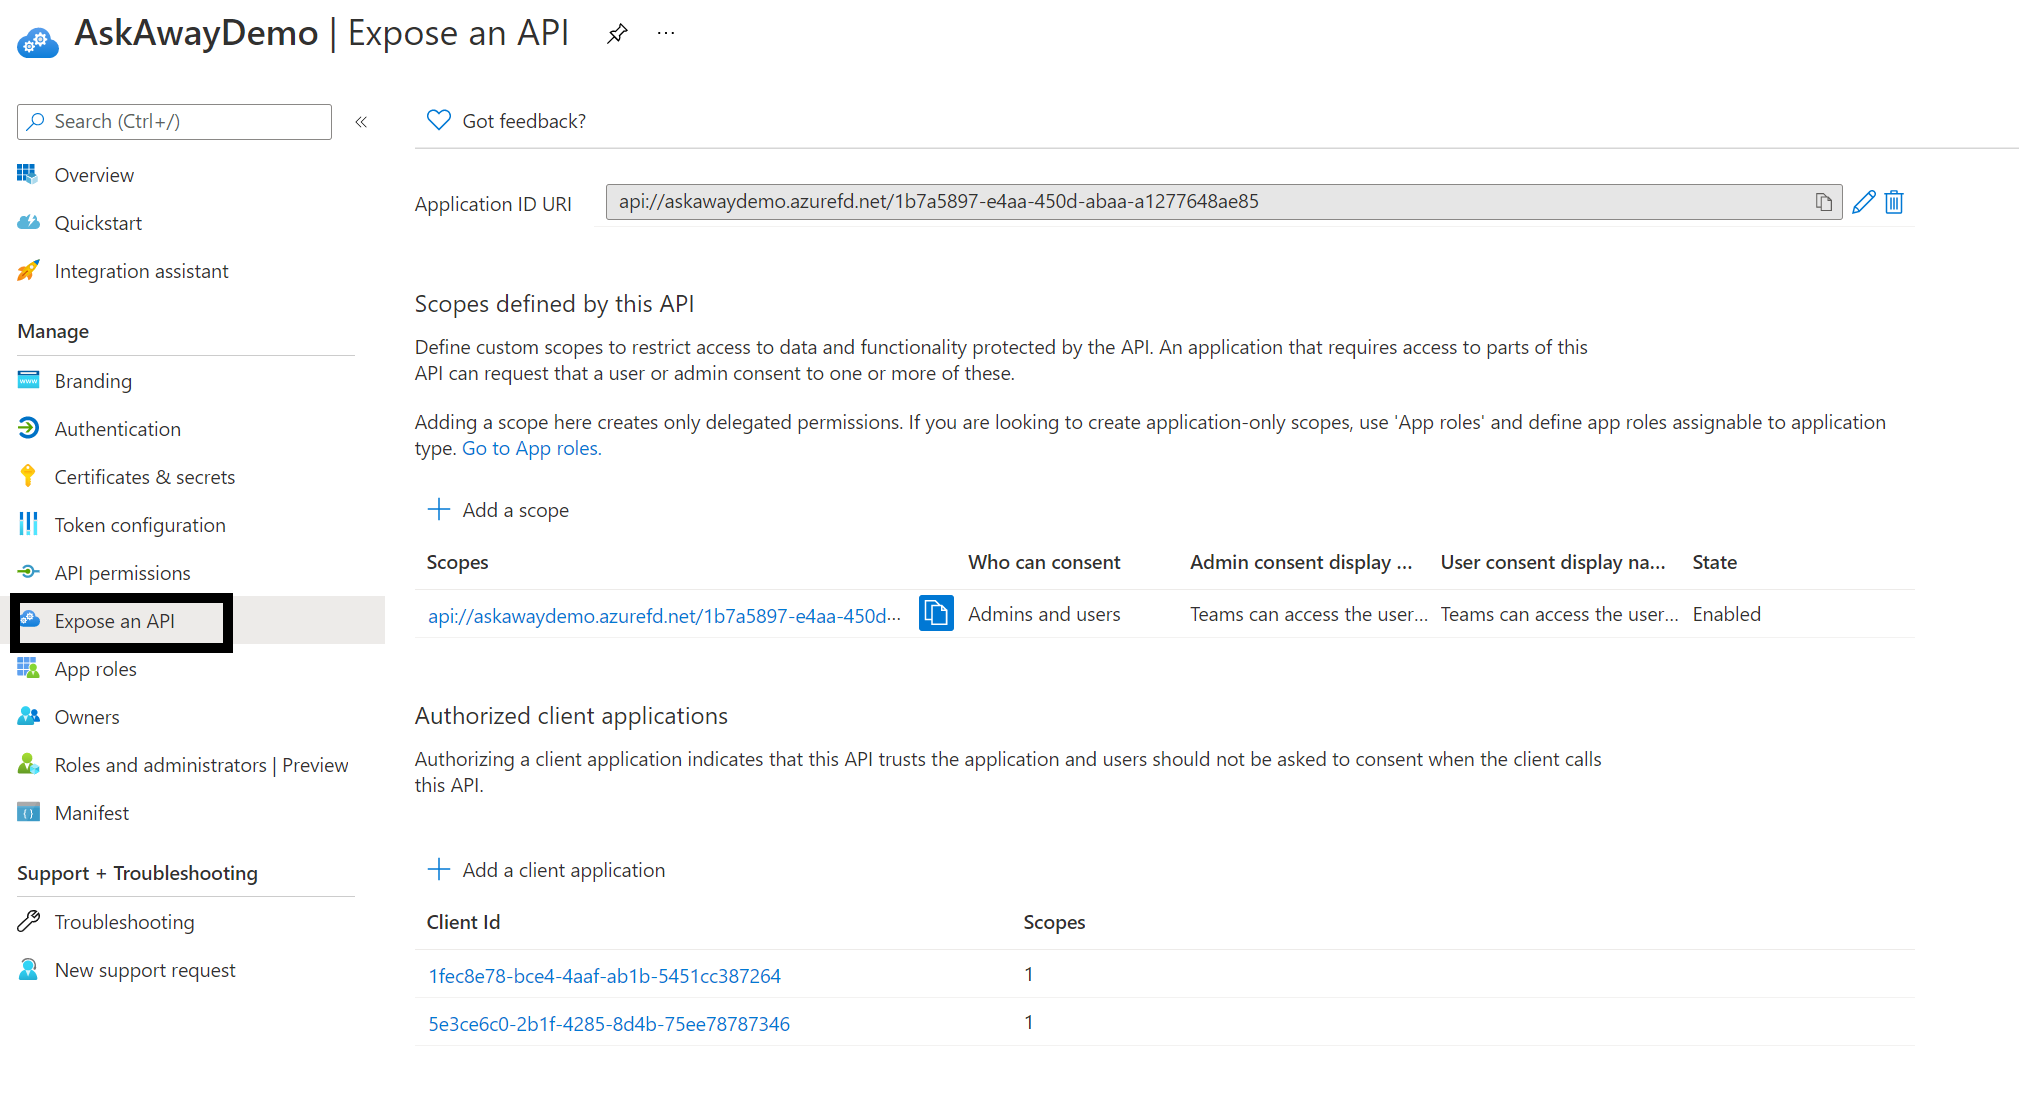 AskAwayDemo | Expose an API ...
Search (Ctrl+/)
«
Overview
Quickstart
Integration assistant
Manage
Branding
Authentication
Certificates & secrets
Token configuration
API permissions
Expose an API
App roles
Owners
Roles and administrators | Preview
Manifest
Support + Troubleshooting
Troubleshooting
New support request
Got feedback?
Application ID URI
api://askawaydemo.azurefd.net/1b7a5897-e4aa-450d-abaa-a1277648ae85
Scopes defined by this API
Define custom scopes to restrict access to data and functionality protected by the API. An application that requires access to parts of this
API can request that a user or admin consent to one or more of these.
Adding a scope here creates only delegated permissions. If you are looking to create application-only scopes, use 'App roles' and define app roles assignable to application
type. Go to App roles.
Add a scope
Scopes Who can consent Admin consent display ... User consent display na... State
api://askawaydemo.azurefd.net/1b7a5897-e4aa-450d... Admins and users Teams can access the user... Teams can access the user... Enabled
Authorized client applications
Authorizing a client application indicates that this API trusts the application and users should not be asked to consent when the client calls
this API.
Add a client application
Client Id Scopes
1fec8e78-bce4-4aaf-ab1b-5451cc387264 1
5e3ce6c0-2b1f-4285-8d4b-75ee78787346 1